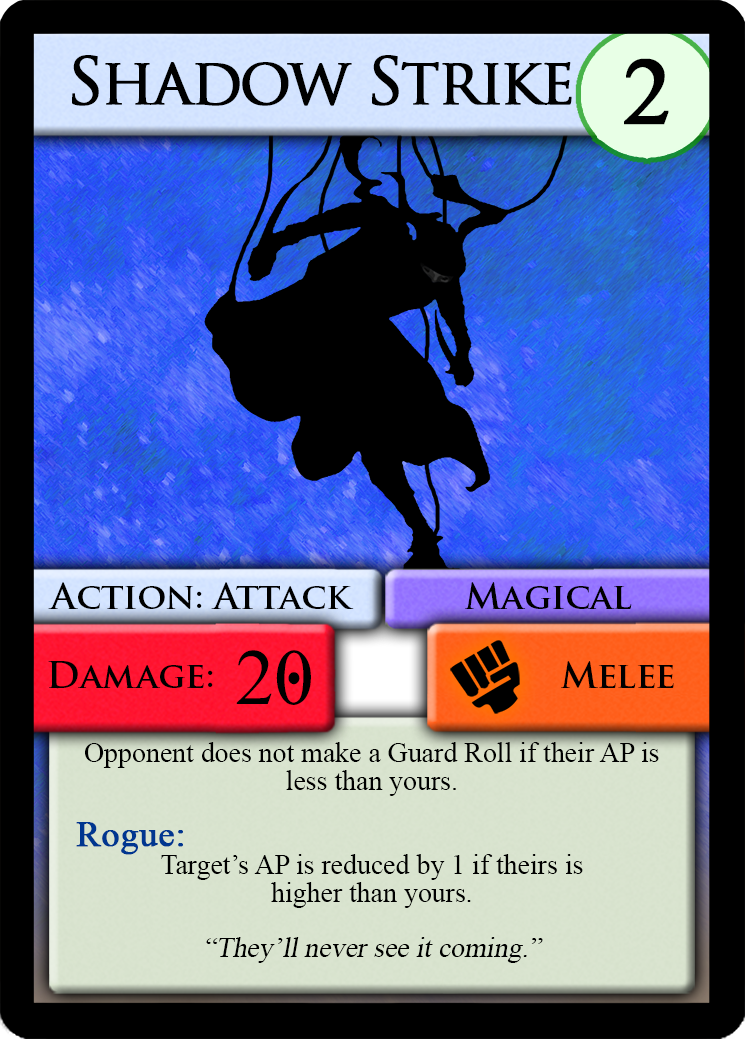 Shadow Strike 2
Action: Attack Magical
Damage: 20 Melee
Opponent does not make a Guard Roll if their AP is
less than yours.
Rogue:
Target’s AP is reduced by 1 if theirs is
higher than yours.
“They’ll never see it coming.”